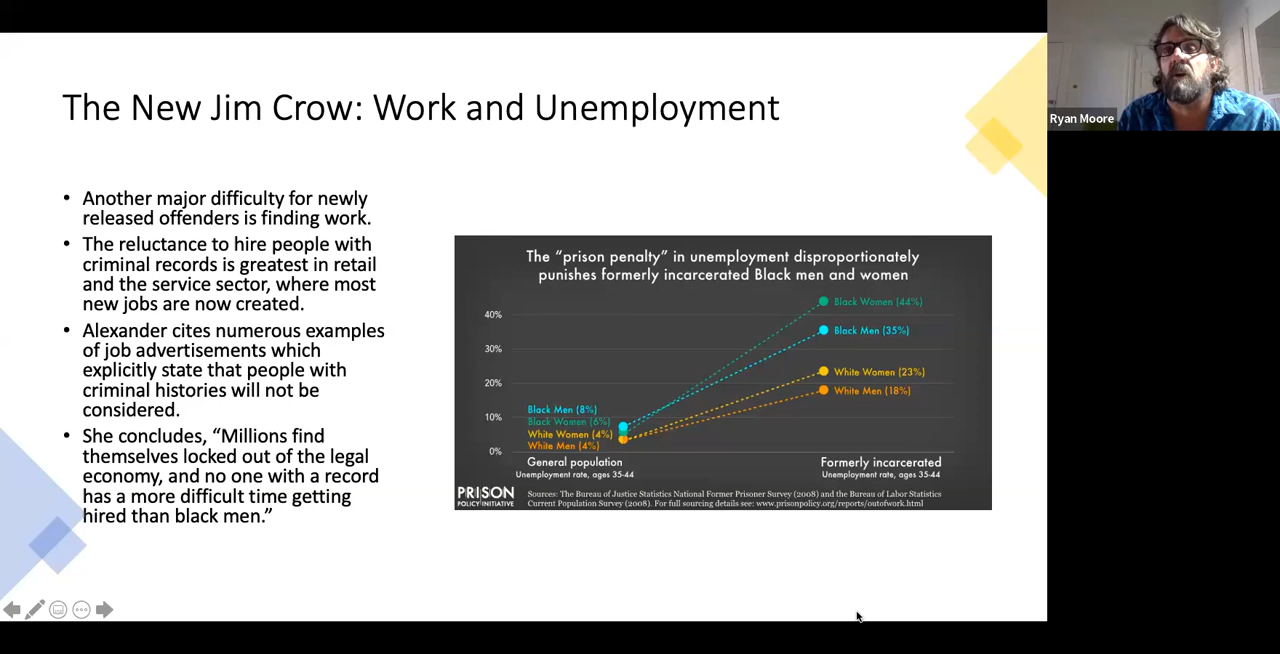 The New Jim Crow: Work and Unemployment
Ryan Moore
• Another major difficulty for newly
released offenders is finding work.
• The reluctance to hire people with
criminal records is greatest in retail
and the service sector, where most
new jobs are now created.
• Alexander cites numerous examples
of job advertisements which
explicitly state that people with
criminal histories will not be
considered.
• She concludes, “Millions find
themselves locked out of the legal
economy, and no one with a record
has a more difficult time getting
hired than black men.”
The “prison penalty” in unemployment disproportionately
punishes formerly incarcerated Black men and women
40%
30%
20%
10%
0%
Black Women (44%)
Black Men (35%)
White Women (23%)
White Men (18%)
Black Men (8%)
Black Women (6%)
White Women (4%)
White Men (4%)
General population
Unemployment rate, ages 35-44
Formerly incarcerated
Unemployment rate, ages 35-44
PRISON
POLICY INITIATIVE
Sources: The Bureau of Justice Statistics National Former Prisoner Survey (2008) and the Bureau of Labor Statistics
Current Population Survey (2008). For full sourcing details see: www.prisonpolicy.org/reports/outofwork.html